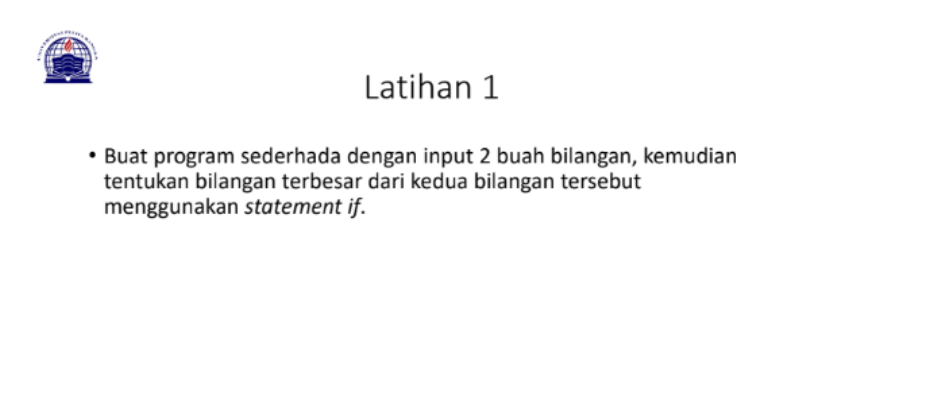 Latihan 1
• Buat program sederhada dengan input 2 buah bilangan, kemudian
tentukan bilangan terbesar dari kedua bilangan tersebut
menggunakan statement if.